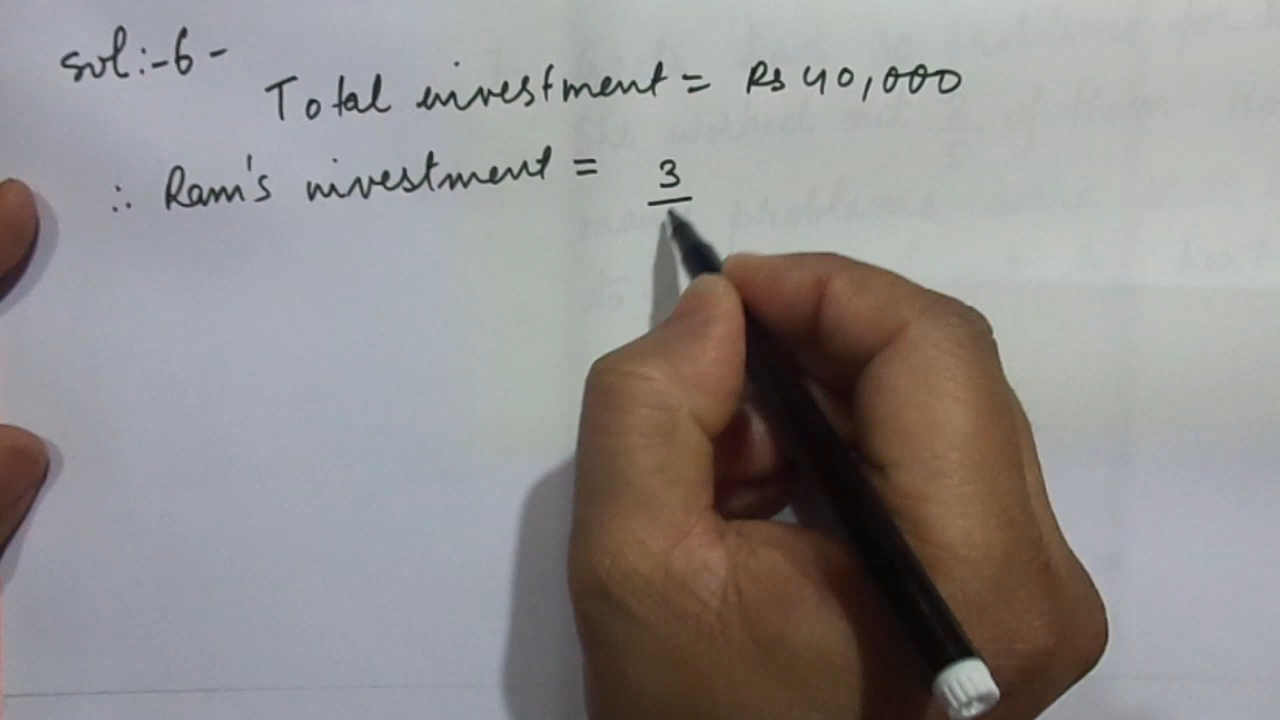 Sol:-6-
Total investment = Rs 40,000
∴ Ram's investment = 3